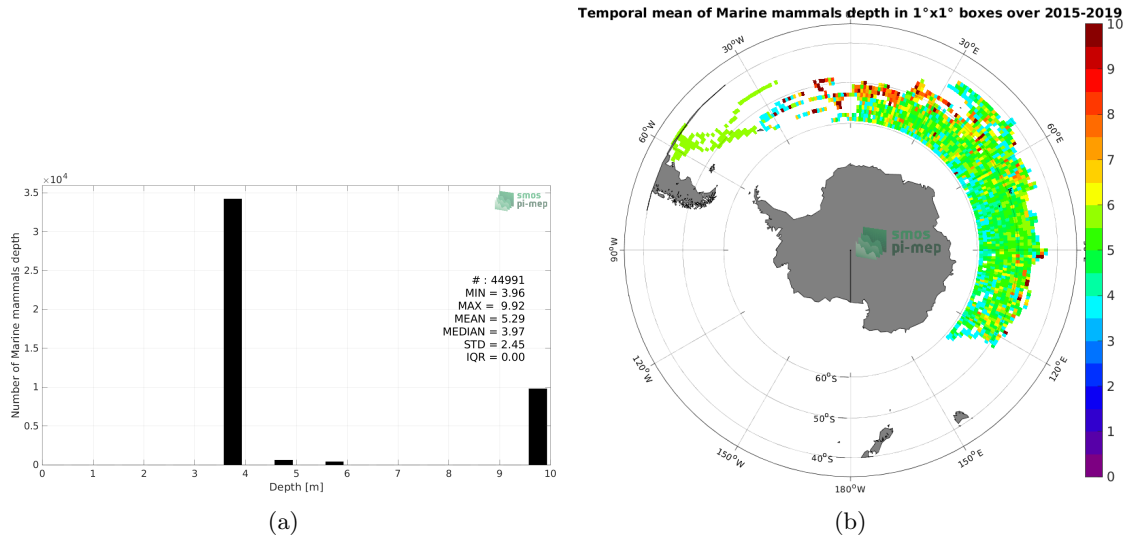 ×10⁴
3.5
3
2.5
2
1.5
1
0.5
0
0 1 2 3 4 5 6 7 8 9 10
Number of Marine mammals depth
Depth [m]
smos
pi-mep
# : 44991
MIN = 3.96
MAX = 9.92
MEAN = 5.29
MEDIAN = 3.97
STD = 2.45
IQR = 0.00
(a)
Temporal mean of Marine mammals depth in 1°x1° boxes over 2015-2019
30°W
30°E
60°W
60°E
90°W
120°W
120°E
150°W
150°E
180°W
60°S
50°S
40°S
smos
pi-mep
10
9
8
7
6
5
4
3
2
1
0
(b)